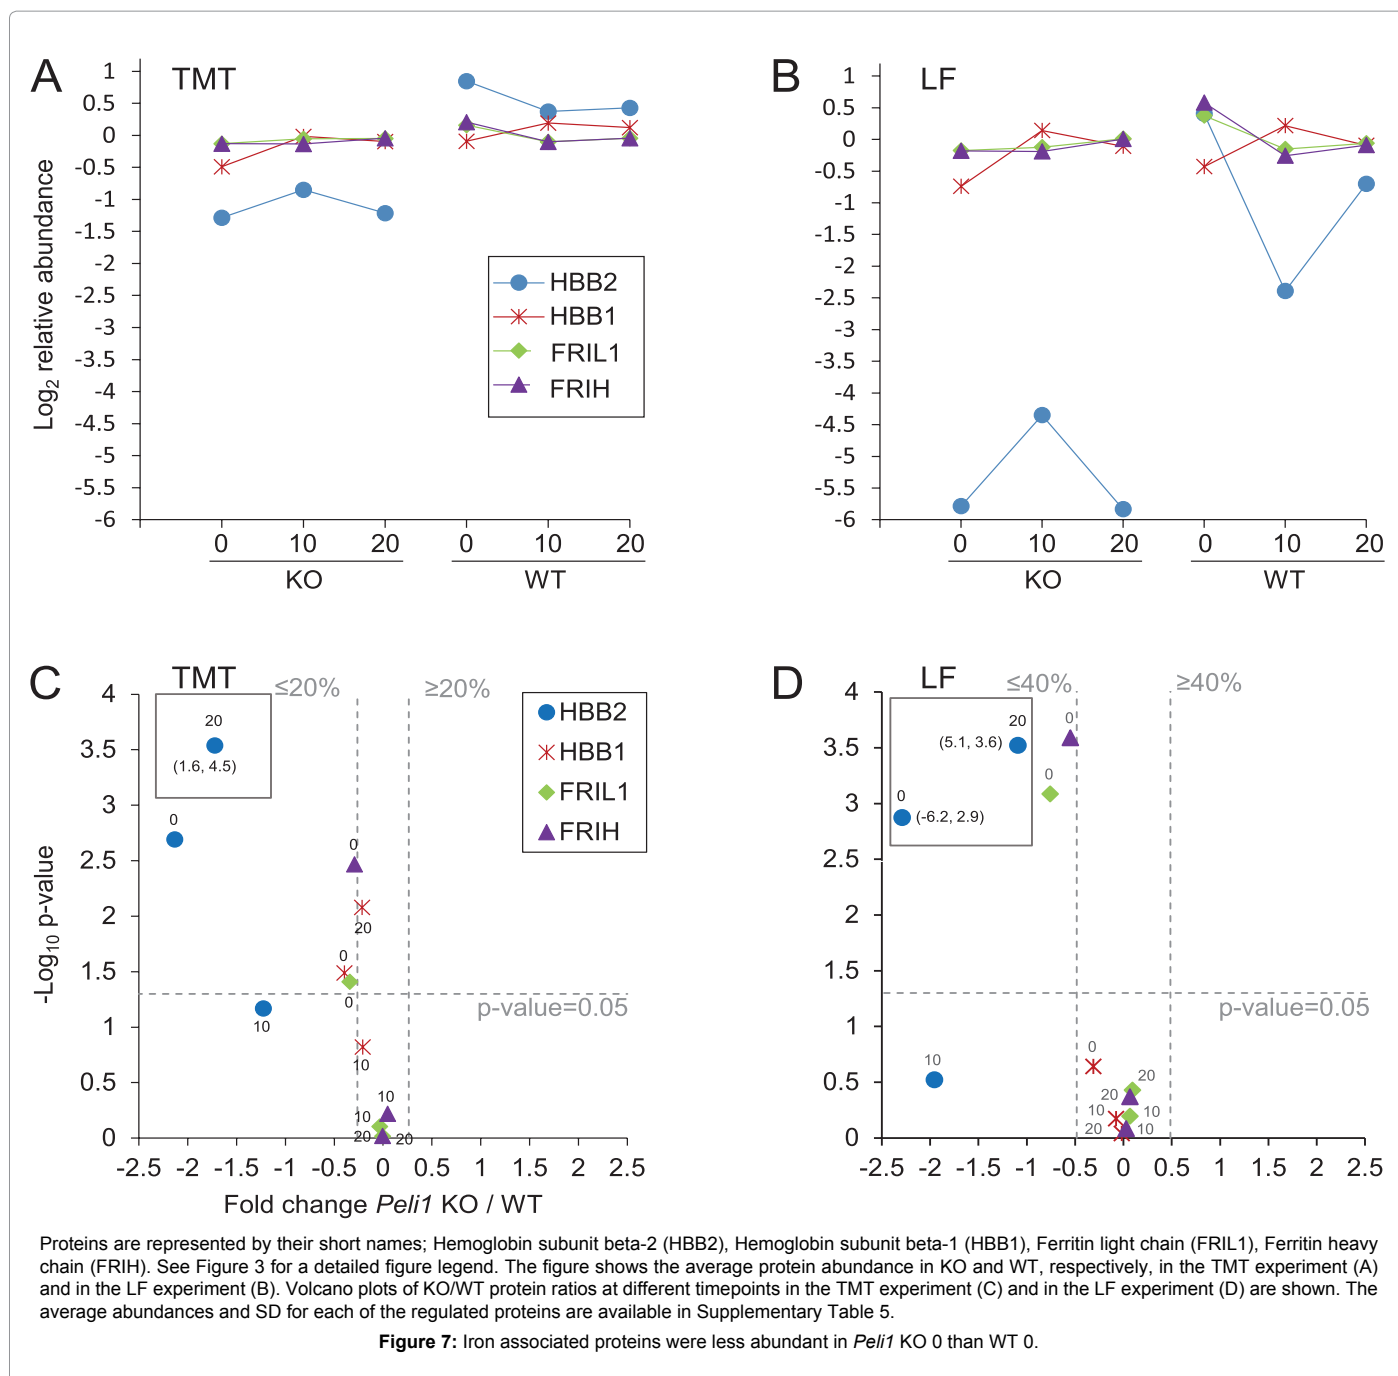 A
TMT
1
0.5
0
-0.5
-1
-1.5
-2
-2.5
-3
-3.5
-4
-4.5
-5
-5.5
-6
Log2 relative abundance
HBB2
HBB1
FRIL1
FRIH
0 10 20 0 10 20
KO WT
B
LF
1
0.5
0
-0.5
-1
-1.5
-2
-2.5
-3
-3.5
-4
-4.5
-5
-5.5
-6
0 10 20 0 10 20
KO WT
C
TMT
≤20% ≥20%
4
3.5
3
2.5
2
1.5
1
0.5
0
-Log10 p-value
20
(1.6, 4.5)
0
0
20
0
0
10
10
10
10
20 20
p-value=0.05
HBB2
HBB1
FRIL1
FRIH
-2.5 -2 -1.5 -1 -0.5 0 0.5 1 1.5 2 2.5
Fold change Peli1 KO / WT
D
LF
≤40% ≥40%
4
3.5
3
2.5
2
1.5
1
0.5
0
20
(5.1, 3.6)
0
0
0
(-6.2, 2.9)
p-value=0.05
10
0
20
20
10 10
20 10
-2.5 -2 -1.5 -1 -0.5 0 0.5 1 1.5 2 2.5
Proteins are represented by their short names; Hemoglobin subunit beta-2 (HBB2), Hemoglobin subunit beta-1 (HBB1), Ferritin light chain (FRIL1), Ferritin heavy
chain (FRIH). See Figure 3 for a detailed figure legend. The figure shows the average protein abundance in KO and WT, respectively, in the TMT experiment (A)
and in the LF experiment (B). Volcano plots of KO/WT protein ratios at different timepoints in the TMT experiment (C) and in the LF experiment (D) are shown. The
average abundances and SD for each of the regulated proteins are available in Supplementary Table 5.
Figure 7: Iron associated proteins were less abundant in Peli1 KO 0 than WT 0.